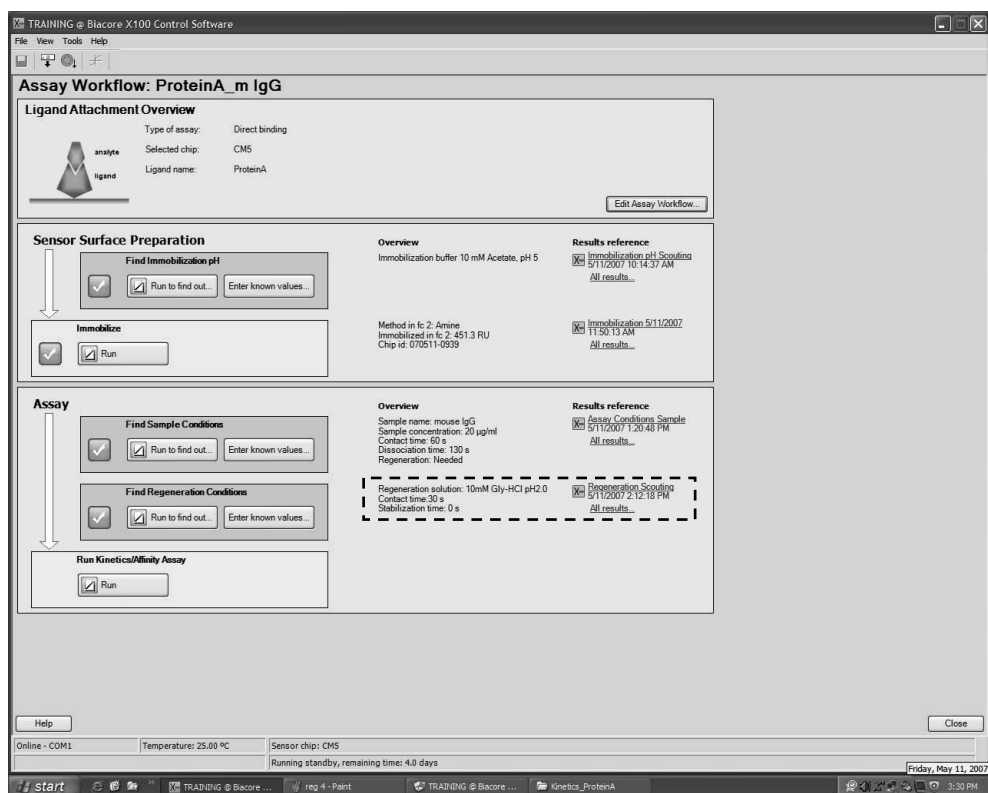 TRAINING @ Biacore X100 Control Software
File View Tools Help
Assay Workflow: ProteinA_m IgG
Ligand Attachment Overview
Type of assay: Direct binding
analyte
Selected chip: CM5
ligand
Ligand name: ProteinA
Edit Assay Workflow...
Sensor Surface Preparation
Overview
Results reference
Find Immobilization pH
Immobilization buffer 10 mM Acetate, pH 5
Immobilization pH Scouting
5/11/2007 10:14:37 AM
Run to find out...
Enter known values...
All results...
Immobilize
Method in fc 2: Amine
Immobilized in fc 2: 451.3 RU
Chip id: 070511-0939
Immobilization 5/11/2007
11:50:13 AM
Run
All results...
Assay
Overview
Results reference
Find Sample Conditions
Sample name: mouse IgG
Sample concentration: 20 µg/ml
Contact time: 60 s
Dissociation time: 130 s
Regeneration: Needed
Assay Conditions Sample
5/11/2007 1:20:48 PM
Run to find out...
Enter known values...
All results...
Find Regeneration Conditions
Regeneration solution: 10mM Gly-HCl pH2.0
Contact time:30 s
Stabilization time: 0 s
Regeneration Scouting
5/11/2007 2:12:18 PM
Run to find out...
Enter known values...
All results...
Run Kinetics/Affinity Assay
Run
Help
Close
Online - COM1
Temperature: 25.00 ºC
Sensor chip: CM5
Running standby, remaining time: 4.0 days
Friday, May 11, 2007
start
TRAINING @ Biacore ...
reg 4 - Paint
TRAINING @ Biacore ...
Kinetics_ProteinA
3:30 PM